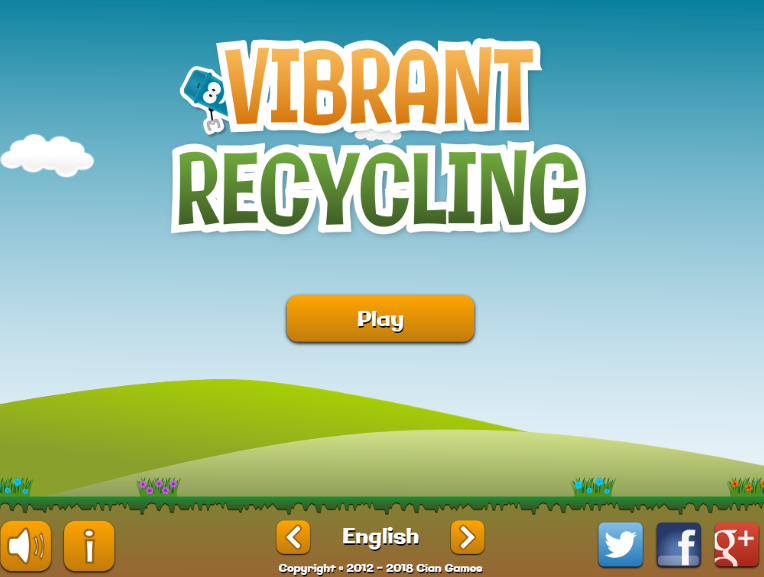 VIBRANT
RECYCLING
Play
English
Copyright • 2012 - 2018 Cian Games